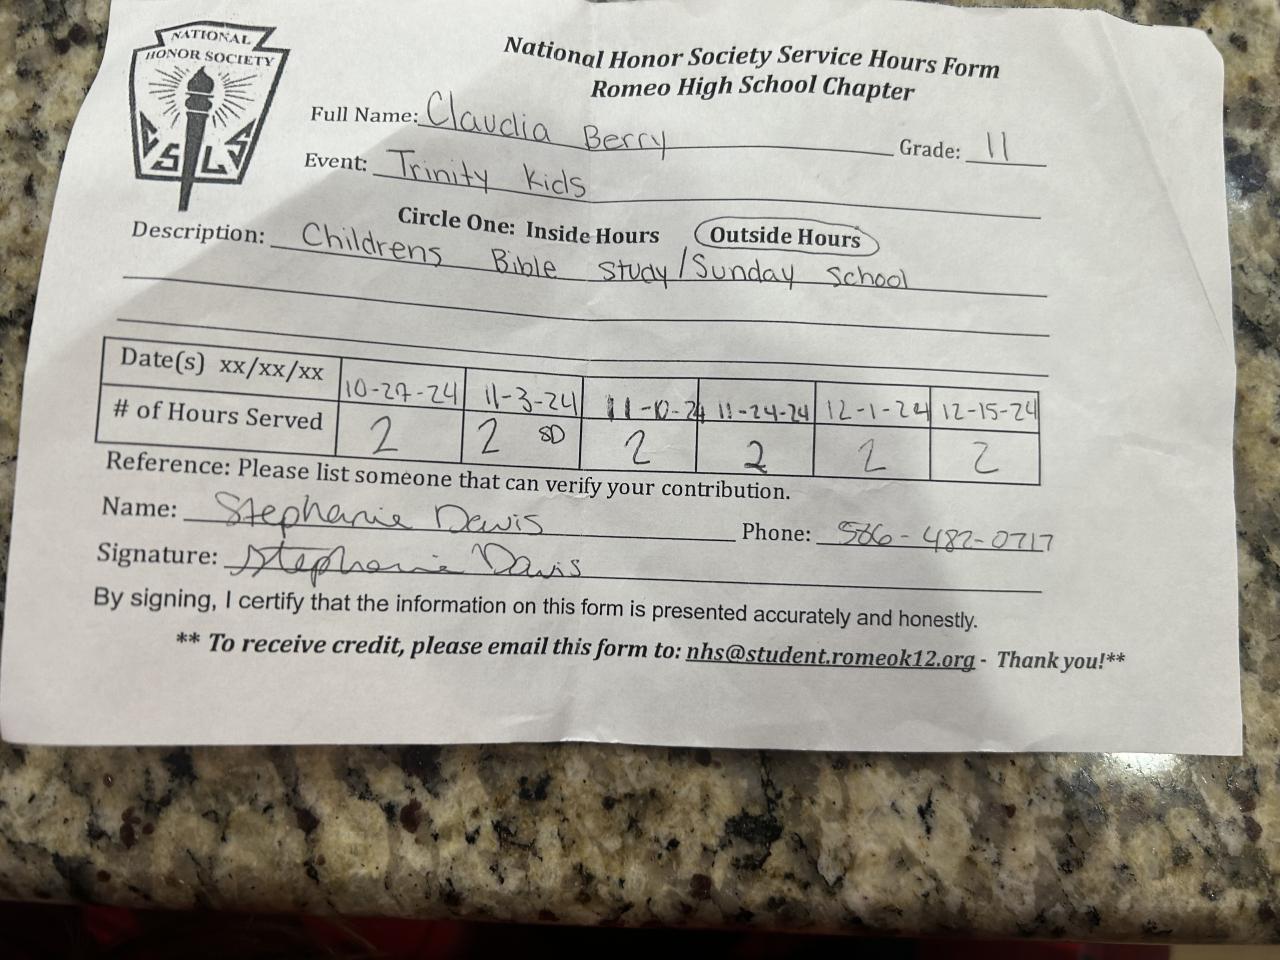 NATIONAL
HONOR SOCIETY
C S L S
National Honor Society Service Hours Form
Romeo High School Chapter
Full Name: Claudia Berry Grade: 11
Event: Trinity Kids
Circle One: Inside Hours Outside Hours
Description: Childrens Bible study/Sunday School
Date(s) xx/xx/xx 10-27-24 11-3-24 11-10-24 11-24-24 12-1-24 12-15-24
# of Hours Served 2 2 SD 2 2 2 2
Reference: Please list someone that can verify your contribution.
Name: Stephanie Davis Phone: 586-482-0717
Signature: Stephanie Davis
By signing, I certify that the information on this form is presented accurately and honestly.
** To receive credit, please email this form to: nhs@student.romeok12.org - Thank you!**